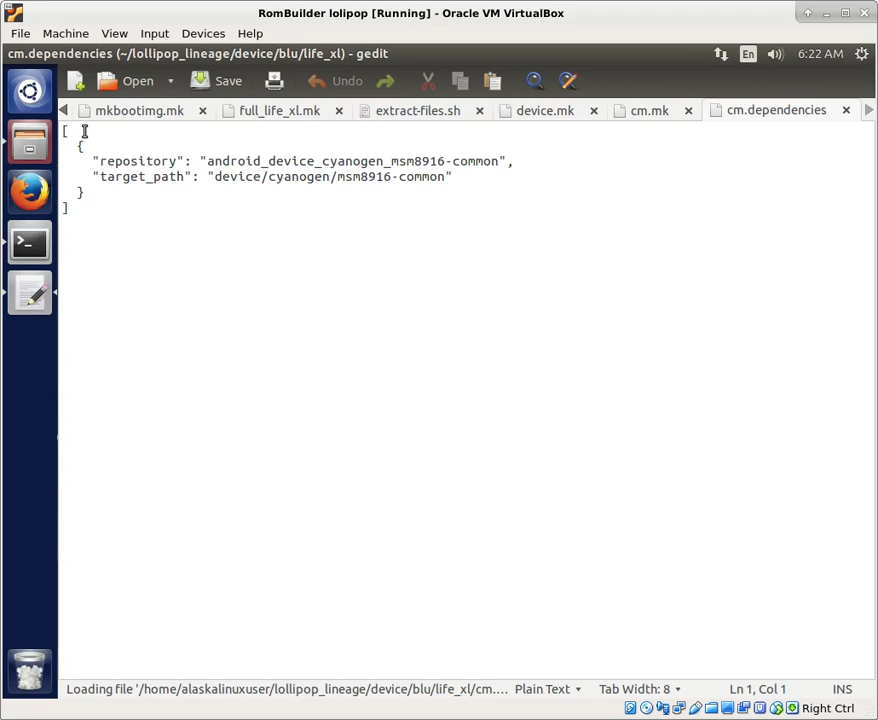 RomBuilder lolipop [Running] - Oracle VM VirtualBox
File Machine View Input Devices Help
cm.dependencies (~/lollipop_lineage/device/blu/life_xl) - gedit En 6:22 AM
Open Save Undo
mkbootimg.mk full_life_xl.mk extract-files.sh device.mk cm.mk cm.dependencies
[
{
"repository": "android_device_cyanogen_msm8916-common",
"target_path": "device/cyanogen/msm8916-common"
}
]
Loading file '/home/alaskalinuxuser/lollipop_lineage/device/blu/life_xl/cm.... Plain Text Tab Width: 8 Ln 1, Col 1 INS
Right Ctrl